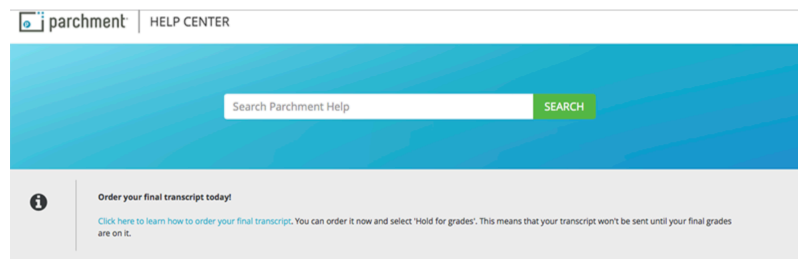 parchment HELP CENTER
Search Parchment Help SEARCH
Order your final transcript today!
Click here to learn how to order your final transcript. You can order it now and select 'Hold for grades'. This means that your transcript won't be sent until your final grades
are on it.